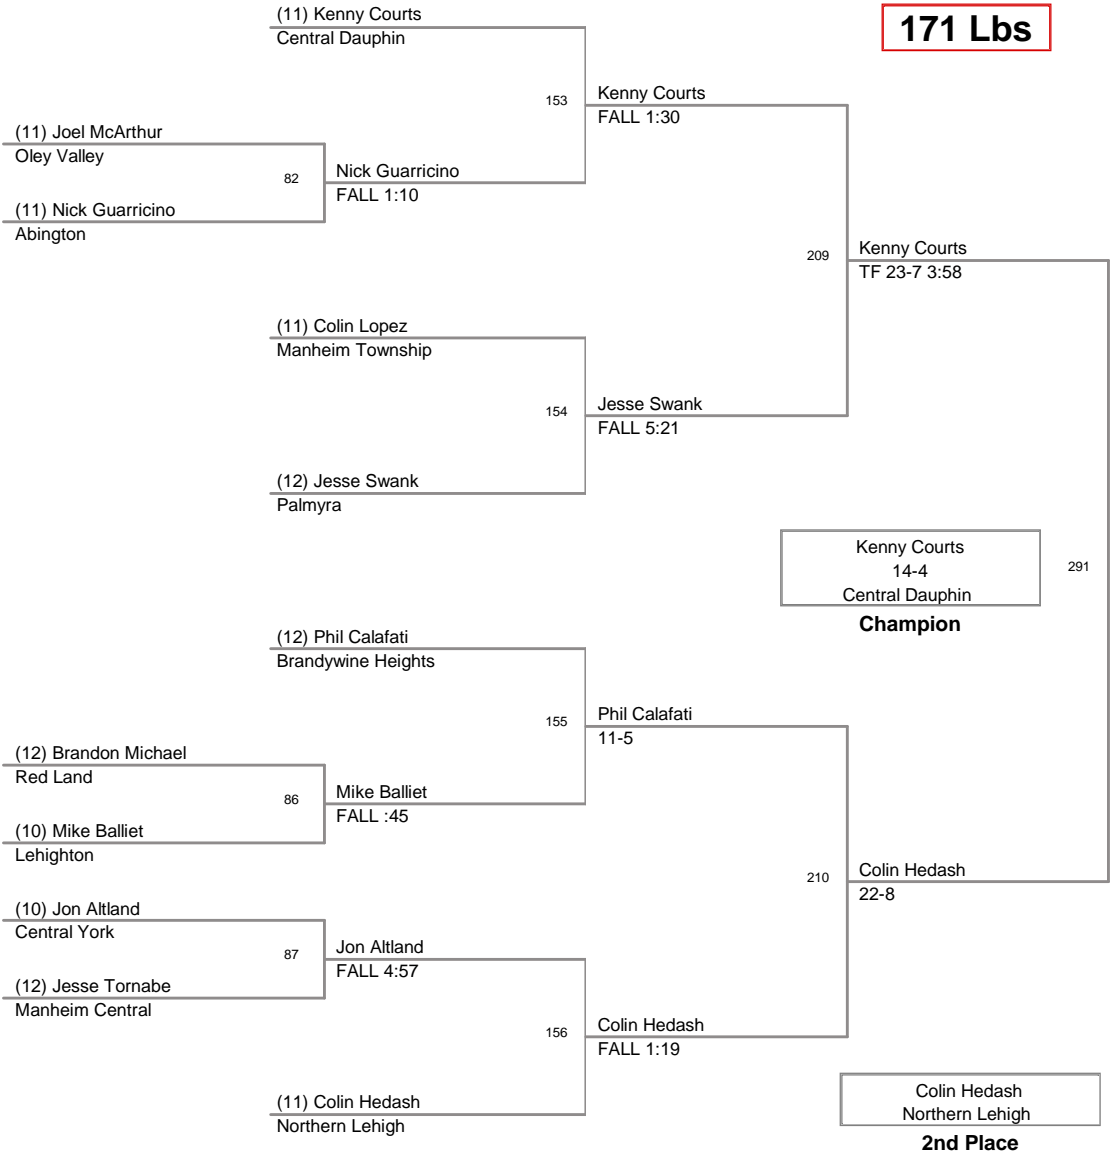 (11) Kenny Courts
Central Dauphin
171 Lbs
153
Kenny Courts
FALL 1:30
(11) Joel McArthur
Oley Valley
82
Nick Guarricino
FALL 1:10
(11) Nick Guarricino
Abington
209
Kenny Courts
TF 23-7 3:58
(11) Colin Lopez
Manheim Township
154
Jesse Swank
FALL 5:21
(12) Jesse Swank
Palmyra
Kenny Courts
14-4
Central Dauphin
Champion
291
(12) Phil Calafati
Brandywine Heights
155
Phil Calafati
11-5
(12) Brandon Michael
Red Land
86
Mike Balliet
FALL :45
(10) Mike Balliet
Lehighton
210
Colin Hedash
22-8
(10) Jon Altland
Central York
87
Jon Altland
FALL 4:57
(12) Jesse Tornabe
Manheim Central
156
Colin Hedash
FALL 1:19
(11) Colin Hedash
Northern Lehigh
Colin Hedash
Northern Lehigh
2nd Place